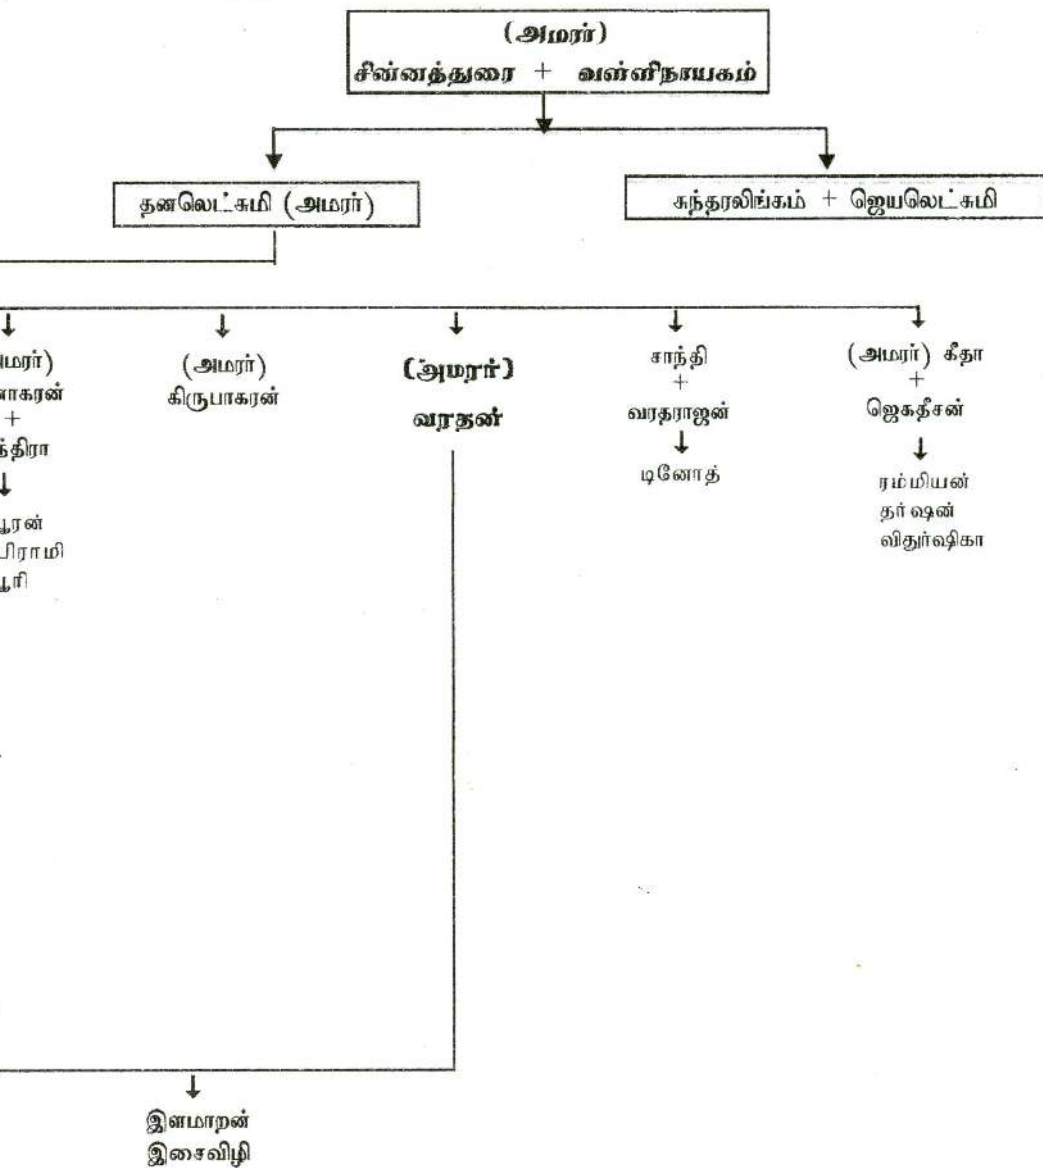 (அமரர்)
சின்னத்துரை + வன்னிநாயகம்
தனலெட்சுமி (அமரர்)
சுந்தரலிங்கம் + ஜெயலெட்சுமி
+
(அமரர்)
கிருபாகரன்
(அமரர்)
வரதன்
சாந்தி
+
வரதராஜன்
டினோத்
(அமரர்) கீதா
+
ஜெகதீசன்
ரம்மியன்
தர்ஷன்
விதுர்ஷிகா
இளமாறன்
இசைவிழி